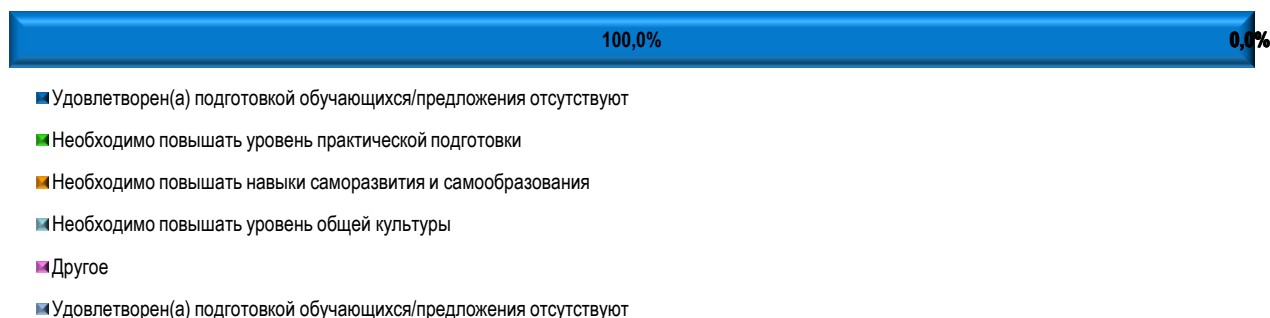 100,0% 0,0%
Удовлетворен(а) подготовкой обучающихся/предложения отсутствуют
Необходимо повышать уровень практической подготовки
Необходимо повышать навыки саморазвития и самообразования
Необходимо повышать уровень общей культуры
Другое
Удовлетворен(а) подготовкой обучающихся/предложения отсутствуют